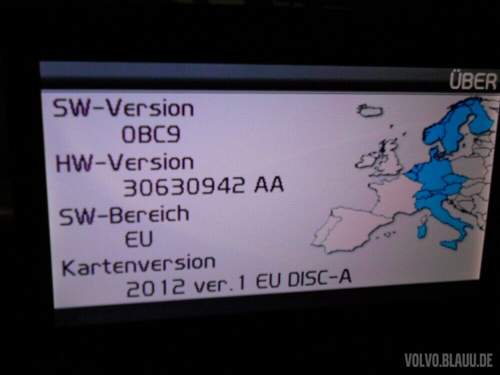 ÜBER
SW-Version
0BC9
HW-Version
30630942 AA
SW-Bereich
EU
Kartenversion
2012 ver.1 EU DISC-A
VOLVO.BLAUU.DE